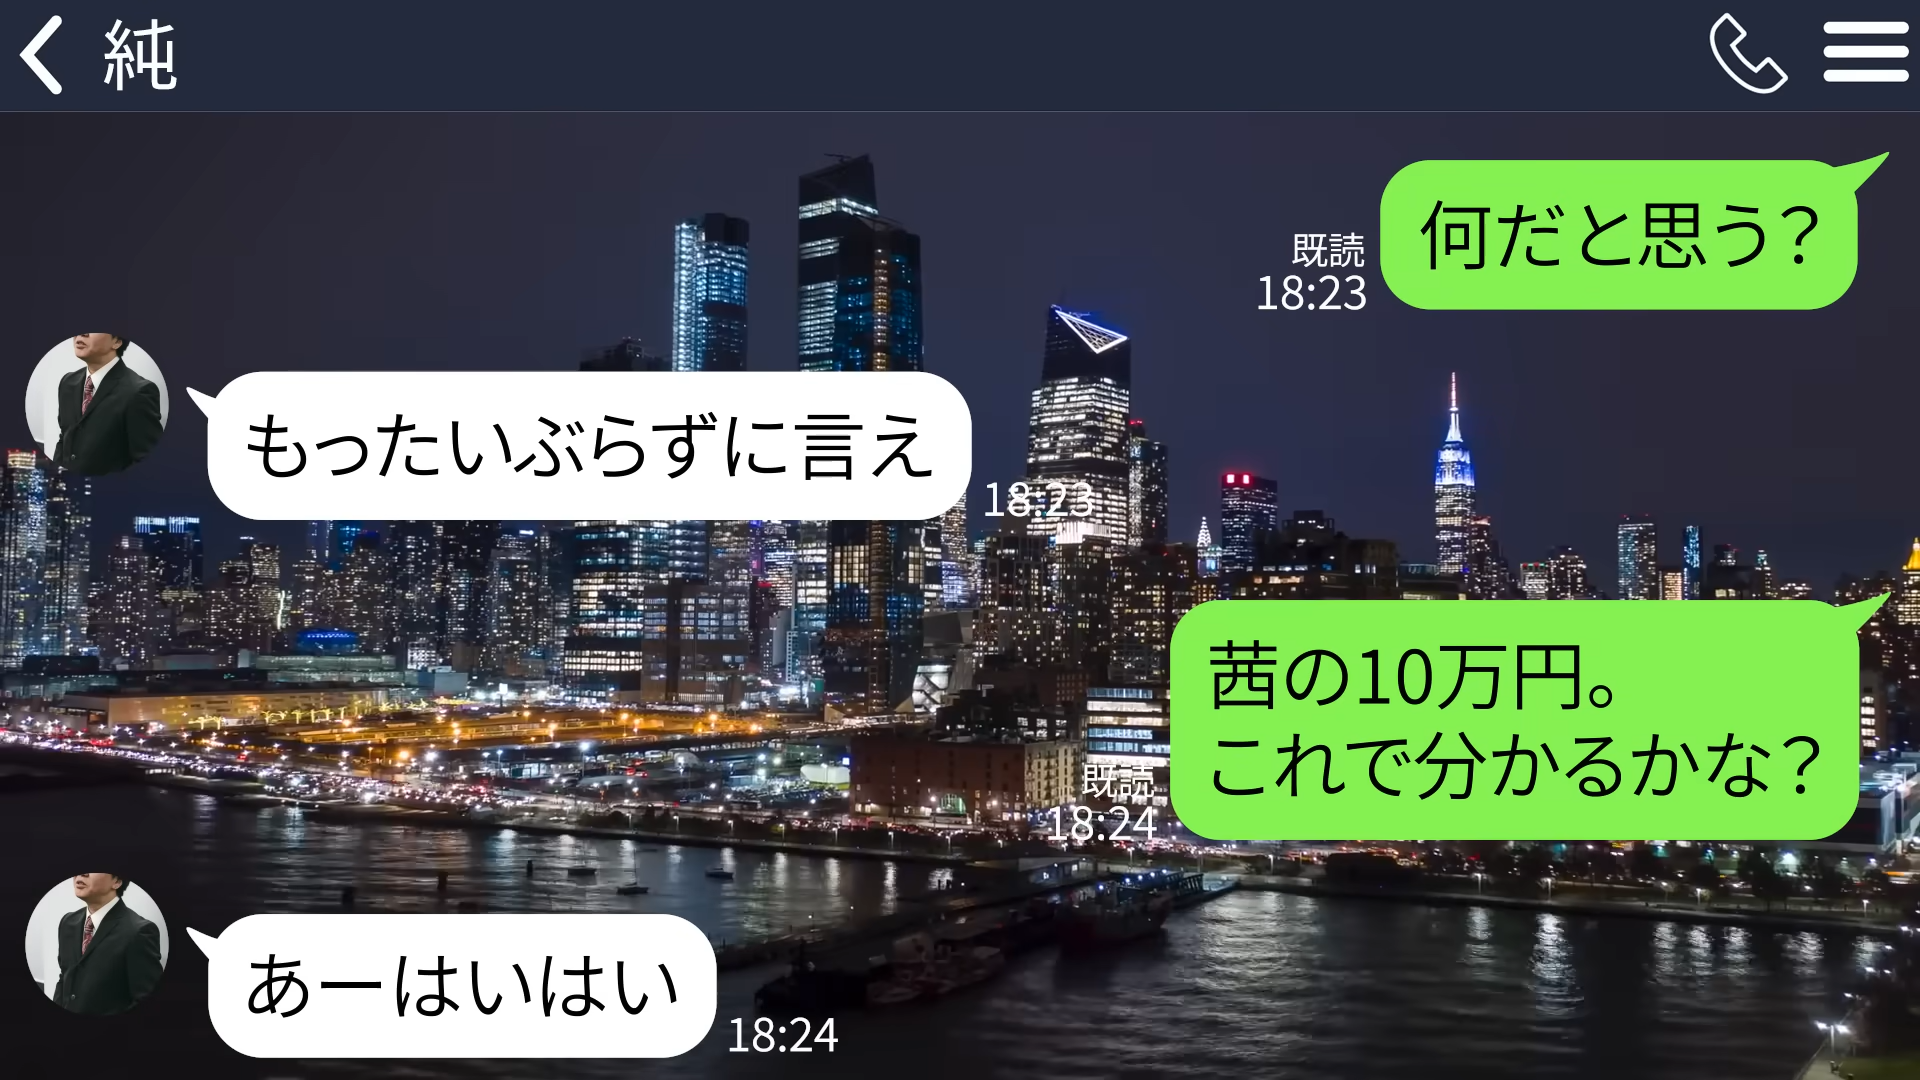 純
何だと思う？
既読
18:23
もったいぶらずに言え
18:23
茜の10万円。
これで分かるかな？
既読
18:24
あーはいはい
18:24